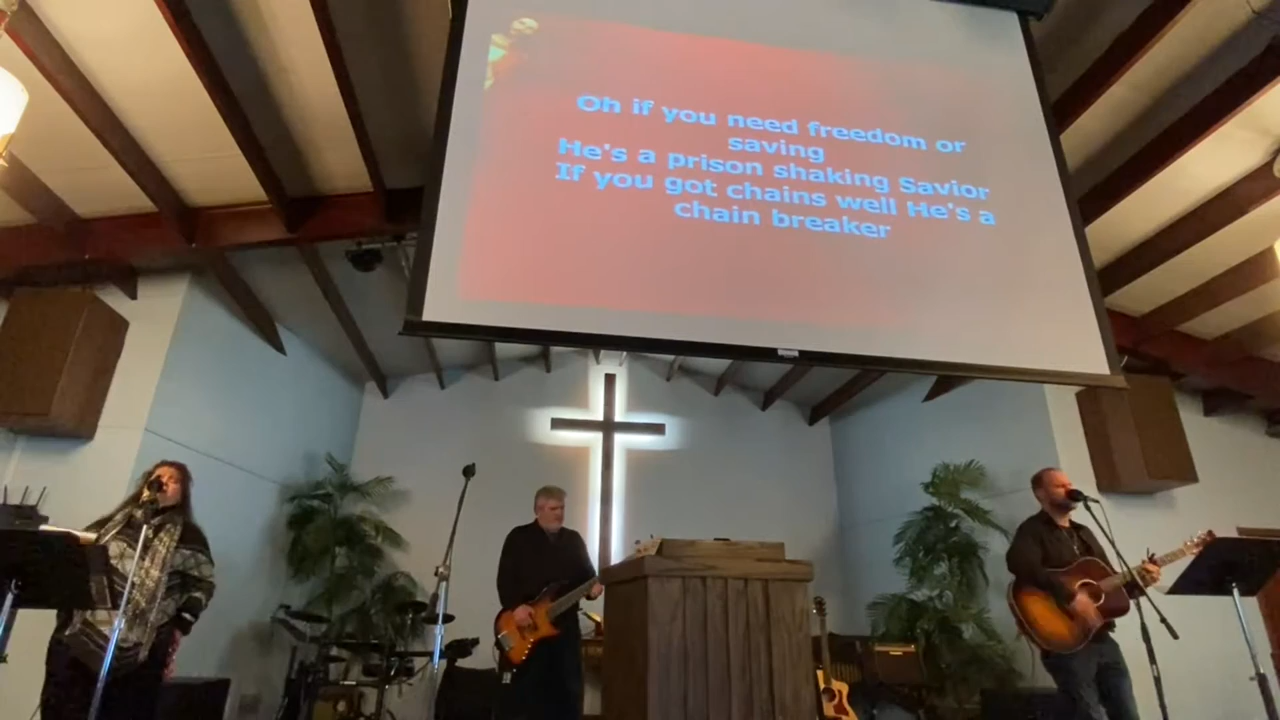 Oh if you need freedom or
saving
He's a prison shaking Savior
If you got chains well He's a
chain breaker